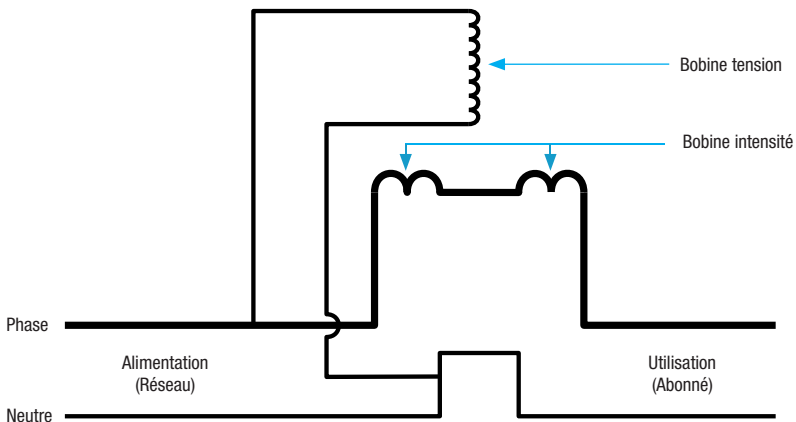 Bobine tension
Bobine intensité
Phase
Alimentation
(Réseau)
Utilisation
(Abonné)
Neutre